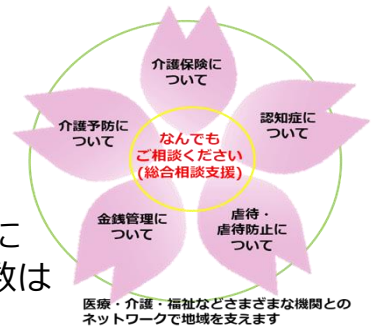 介護保険に
ついて
介護予防に
ついて
認知症に
ついて
なんでも
ご相談ください
(総合相談支援)
金銭管理に
ついて
虐待・
虐待防止に
ついて
に
数は
医療・介護・福祉などさまざまな機関との
ネットワークで地域を支えます